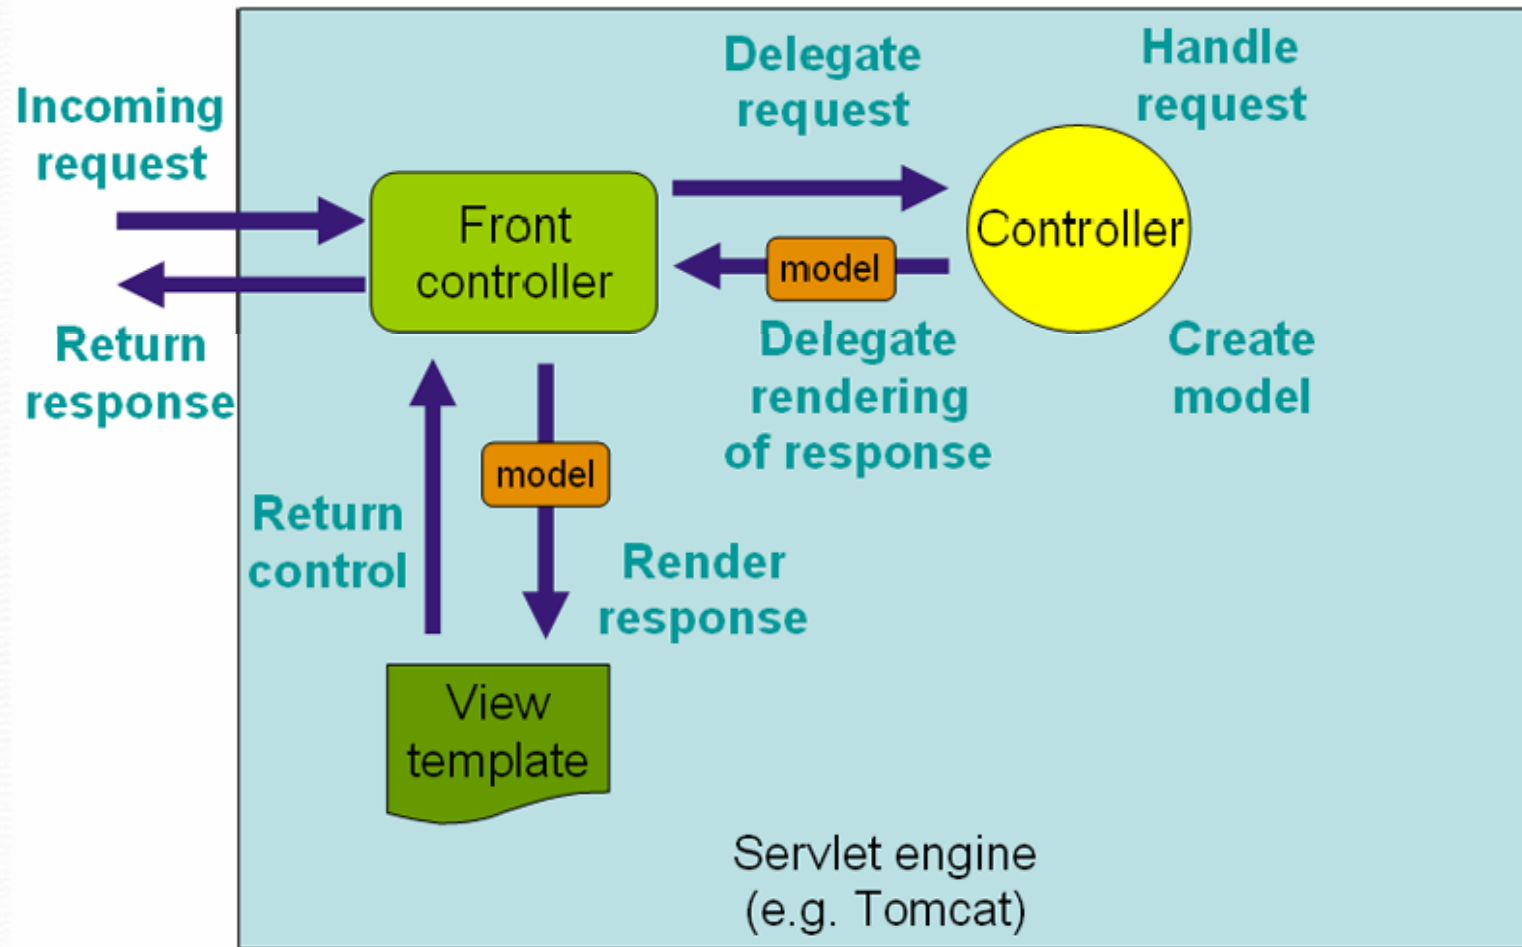 Incoming
request
Delegate
request
Handle
request
Front
controller
Controller
model
Return
response
Delegate
rendering
of response
Create
model
model
Return
control
Render
response
View
template
Servlet engine
(e.g. Tomcat)